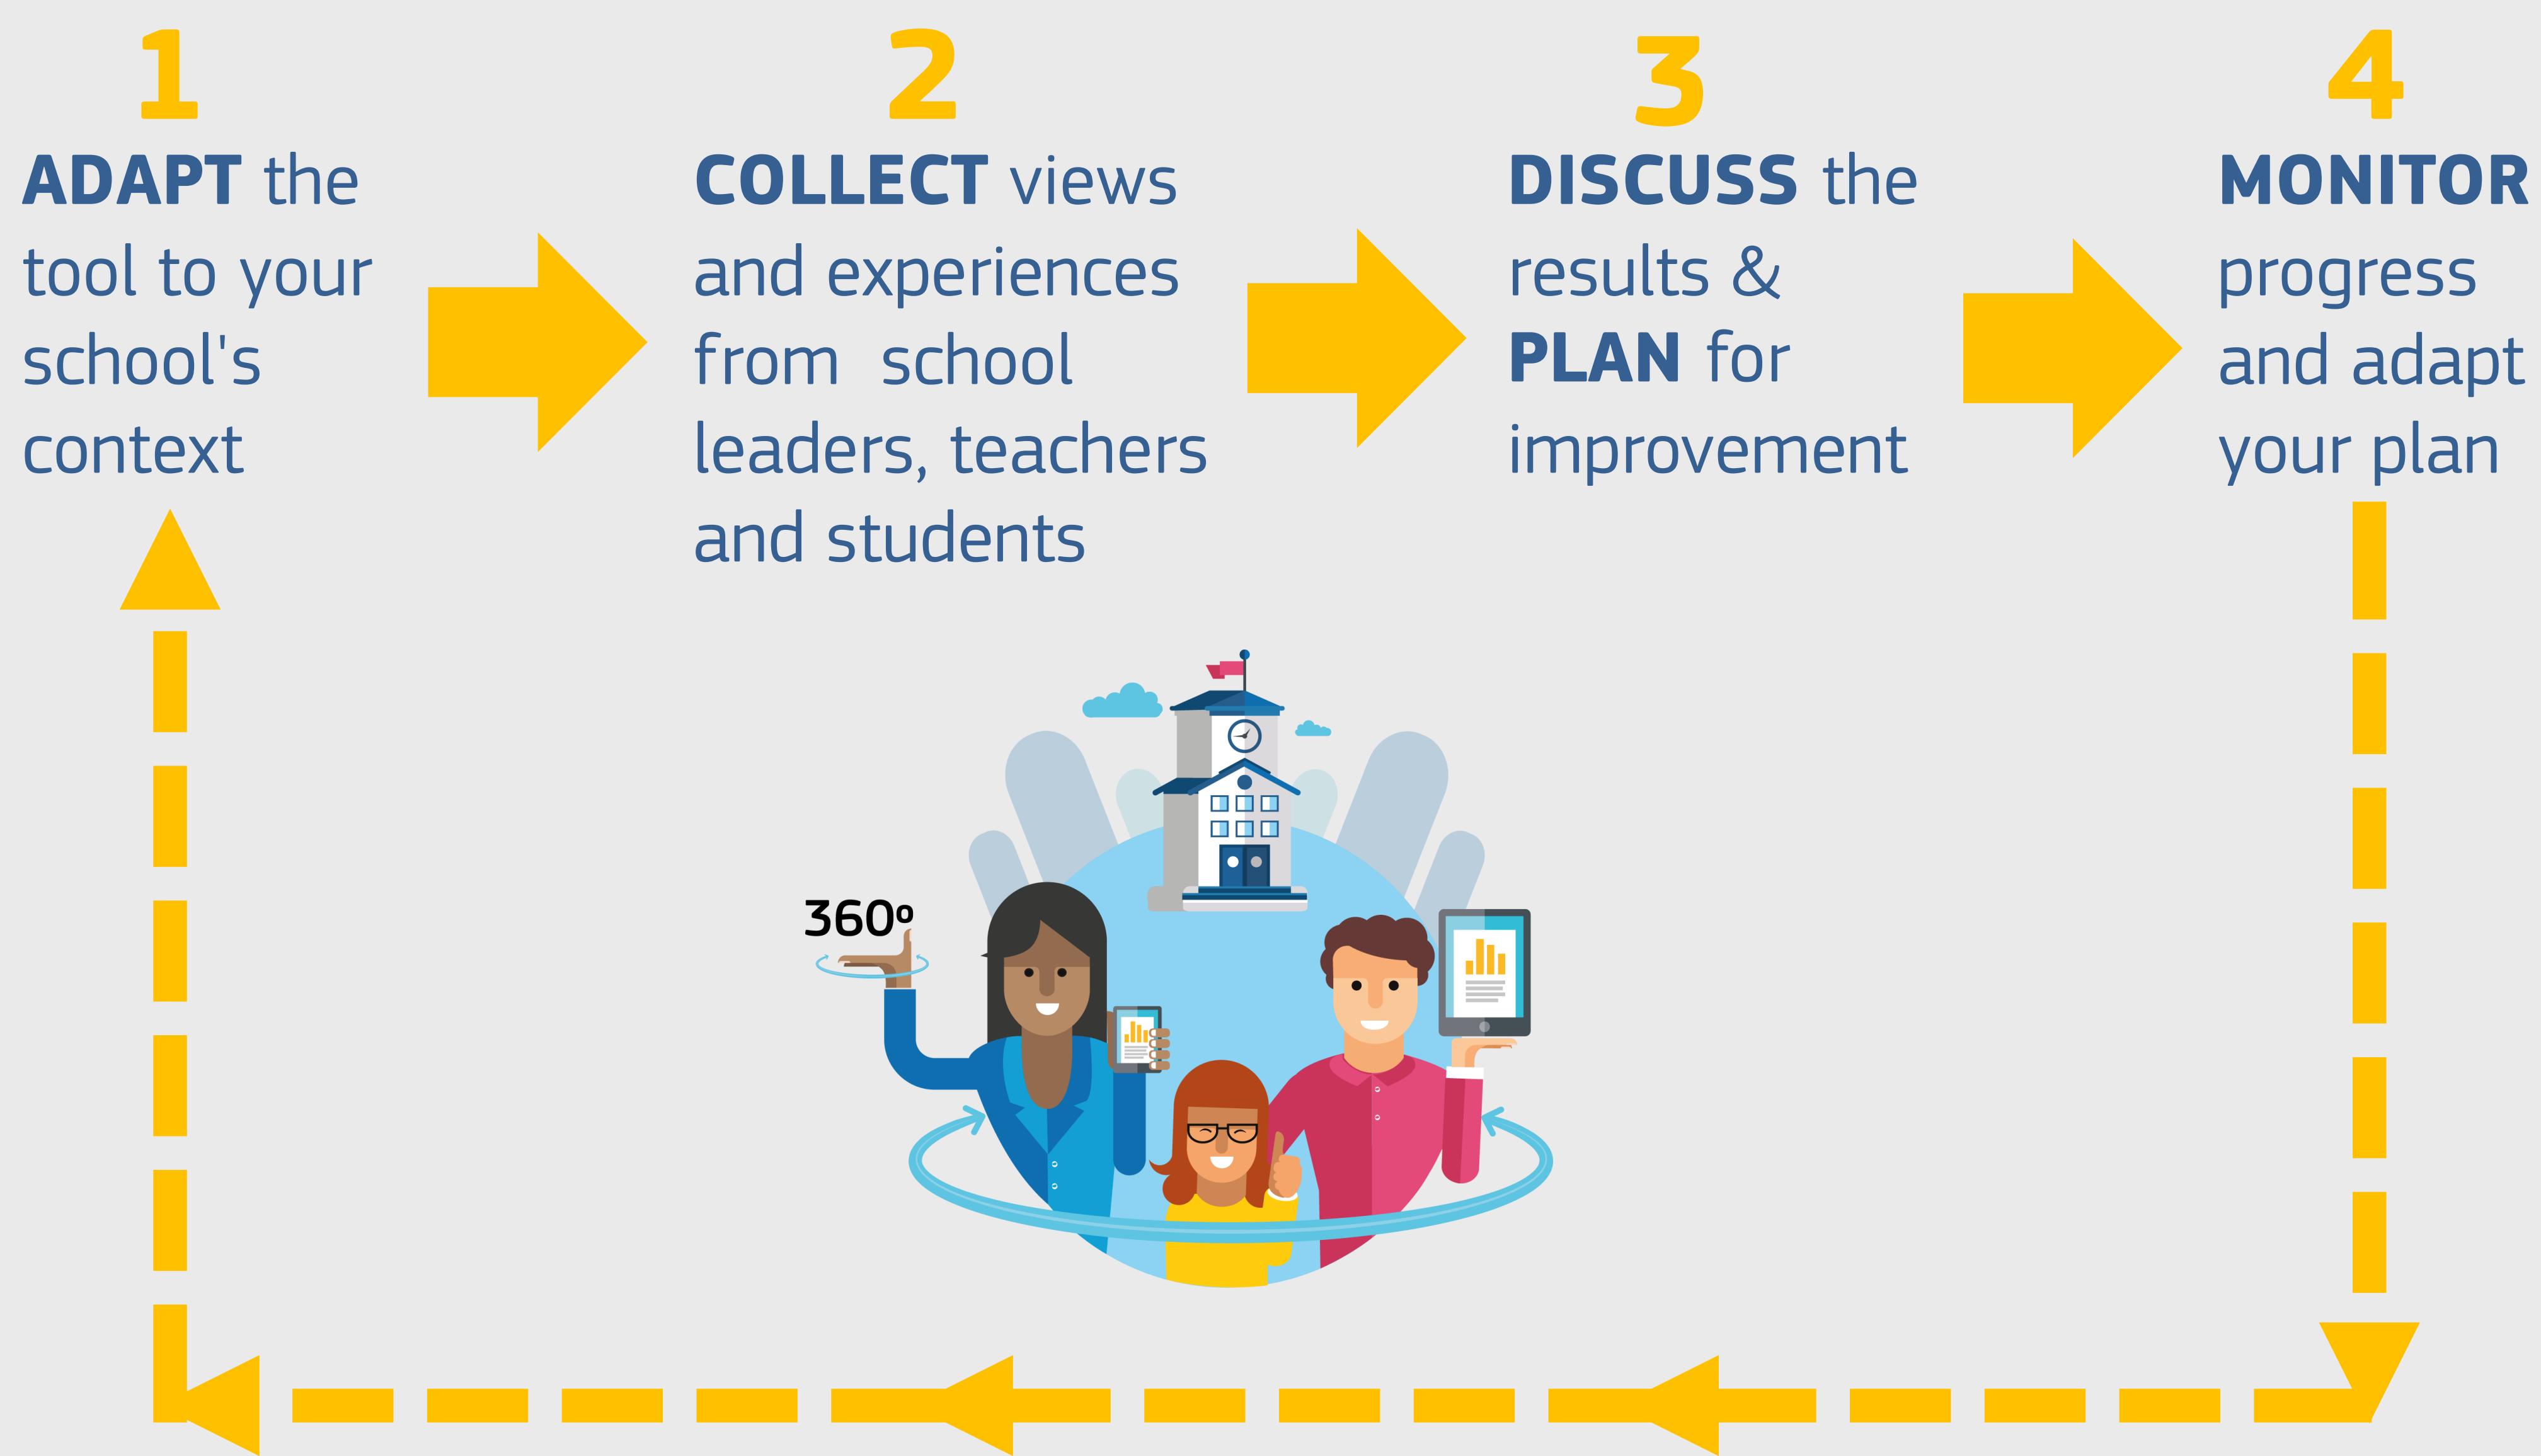 1
ADAPT the
tool to your
school's
context
2
COLLECT views
and experiences
from school
leaders, teachers
and students
3
DISCUSS the
results &
PLAN for
improvement
4
MONITOR
progress
and adapt
your plan
360º